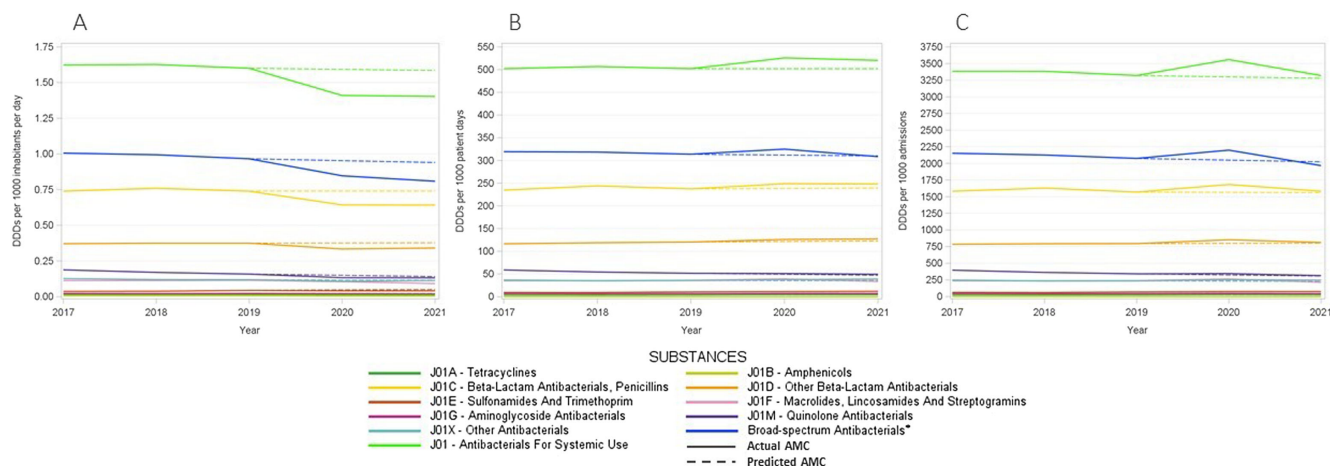 A B C
1.75
1.50
1.25
1.00
0.75
0.50
0.25
0.00
DDDs per 1000 inhabitants per day
2017 2018 2019 2020 2021
Year
550
500
450
400
350
300
250
200
150
100
50
0
DDDs per 1000 patient days
2017 2018 2019 2020 2021
Year
3750
3500
3250
3000
2750
2500
2250
2000
1750
1500
1250
1000
750
500
250
0
DDDs per 1000 admissions
2017 2018 2019 2020 2021
Year
SUBSTANCES
J01A - Tetracyclines J01B - Amphenicols
J01C - Beta-Lactam Antibacterials, Penicillins J01D - Other Beta-Lactam Antibacterials
J01E - Sulfonamides And Trimethoprim J01F - Macrolides, Lincosamides And Streptogramins
J01G - Aminoglycoside Antibacterials J01M - Quinolone Antibacterials
J01X - Other Antibacterials Broad-spectrum Antibacterials*
J01 - Antibacterials For Systemic Use Actual AMC
Predicted AMC